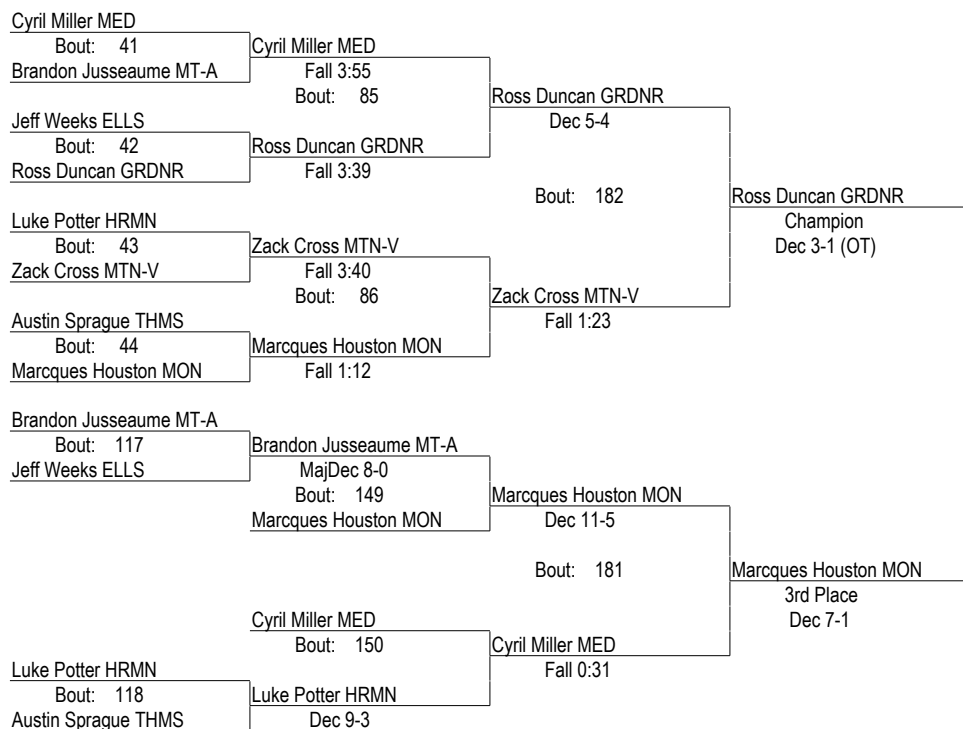 Cyril Miller MED
Bout: 41
Brandon Jusseaume MT-A
Cyril Miller MED
Fall 3:55
Bout: 85
Jeff Weeks ELLS
Bout: 42
Ross Duncan GRDNR
Ross Duncan GRDNR
Fall 3:39
Ross Duncan GRDNR
Dec 5-4
Luke Potter HRMN
Bout: 43
Zack Cross MTN-V
Zack Cross MTN-V
Fall 3:40
Bout: 86
Austin Sprague THMS
Bout: 44
Marcques Houston MON
Marcques Houston MON
Fall 1:12
Zack Cross MTN-V
Fall 1:23
Bout: 182
Ross Duncan GRDNR
Champion
Dec 3-1 (OT)
Brandon Jusseaume MT-A
Bout: 117
Jeff Weeks ELLS
Brandon Jusseaume MT-A
MajDec 8-0
Bout: 149
Marcques Houston MON
Marcques Houston MON
Dec 11-5
Cyril Miller MED
Bout: 150
Luke Potter HRMN
Bout: 118
Austin Sprague THMS
Luke Potter HRMN
Dec 9-3
Cyril Miller MED
Fall 0:31
Bout: 181
Marcques Houston MON
3rd Place
Dec 7-1